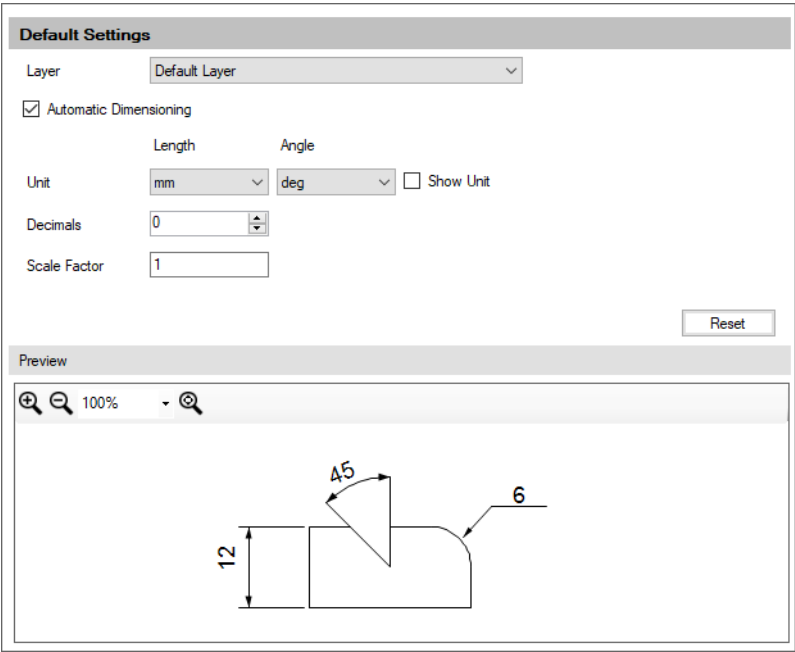 Default Settings
Layer Default Layer
Automatic Dimensioning
Length Angle
Unit mm deg Show Unit
Decimals 0
Scale Factor 1
Reset
Preview
100%
45
6
12